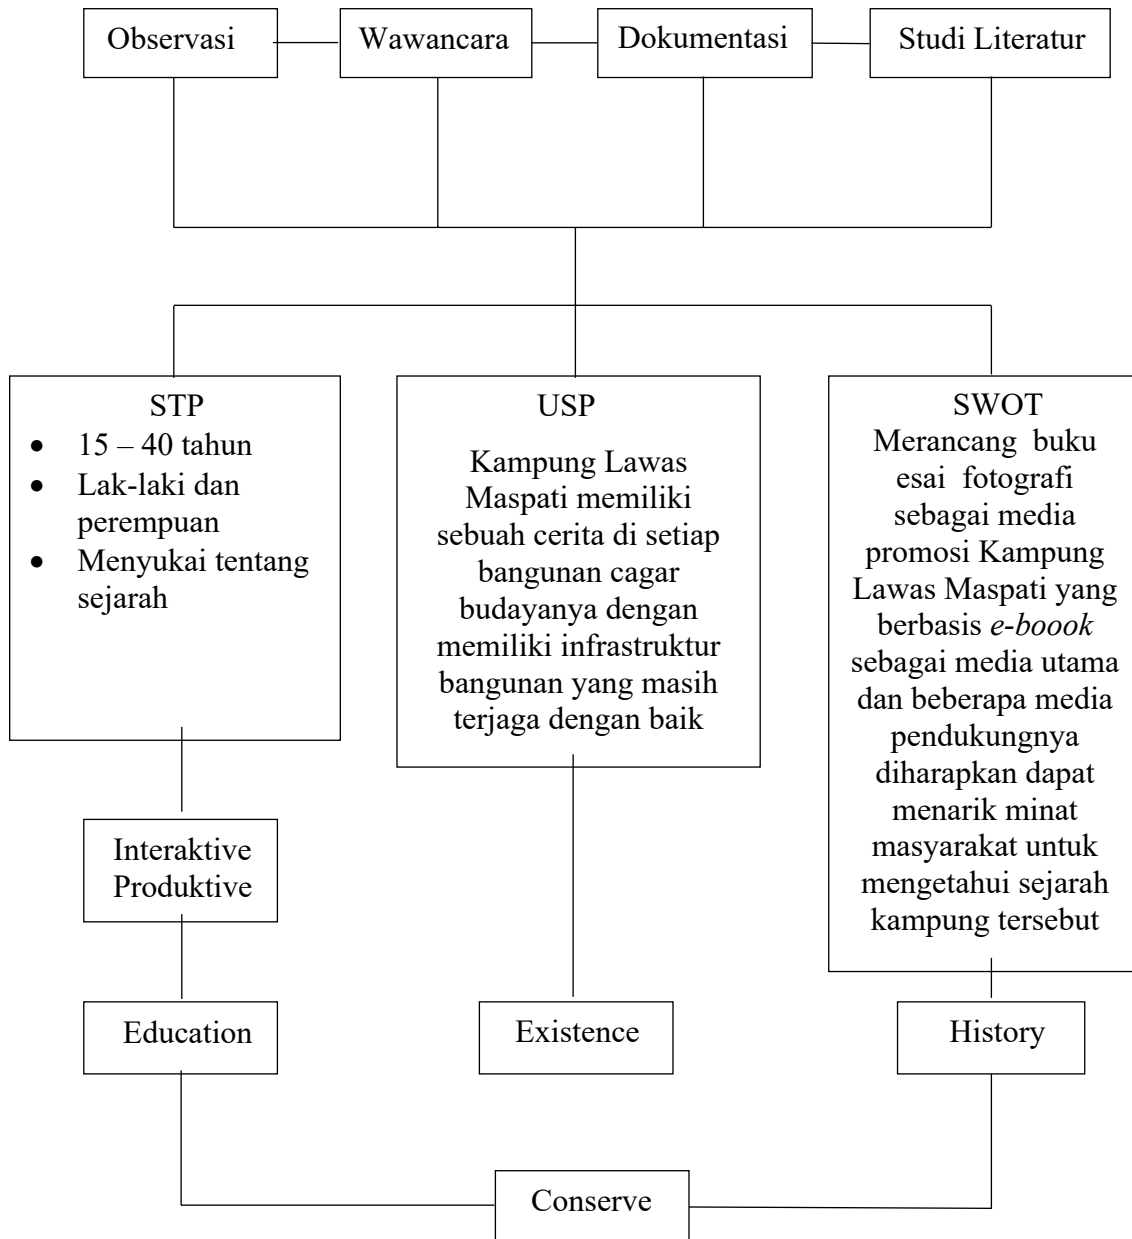 Observasi
Wawancara
Dokumentasi
Studi Literatur
STP
• 15 – 40 tahun
• Lak-laki dan
perempuan
• Menyukai tentang
sejarah
USP
Kampung Lawas
Maspati memiliki
sebuah cerita di setiap
bangunan cagar
budayanya dengan
memiliki infrastruktur
bangunan yang masih
terjaga dengan baik
SWOT
Merancang buku
esai fotografi
sebagai media
promosi Kampung
Lawas Maspati yang
berbasis e-boook
sebagai media utama
dan beberapa media
pendukungnya
diharapkan dapat
menarik minat
masyarakat untuk
mengetahui sejarah
kampung tersebut
Interaktive
Produktive
Education
Existence
History
Conserve